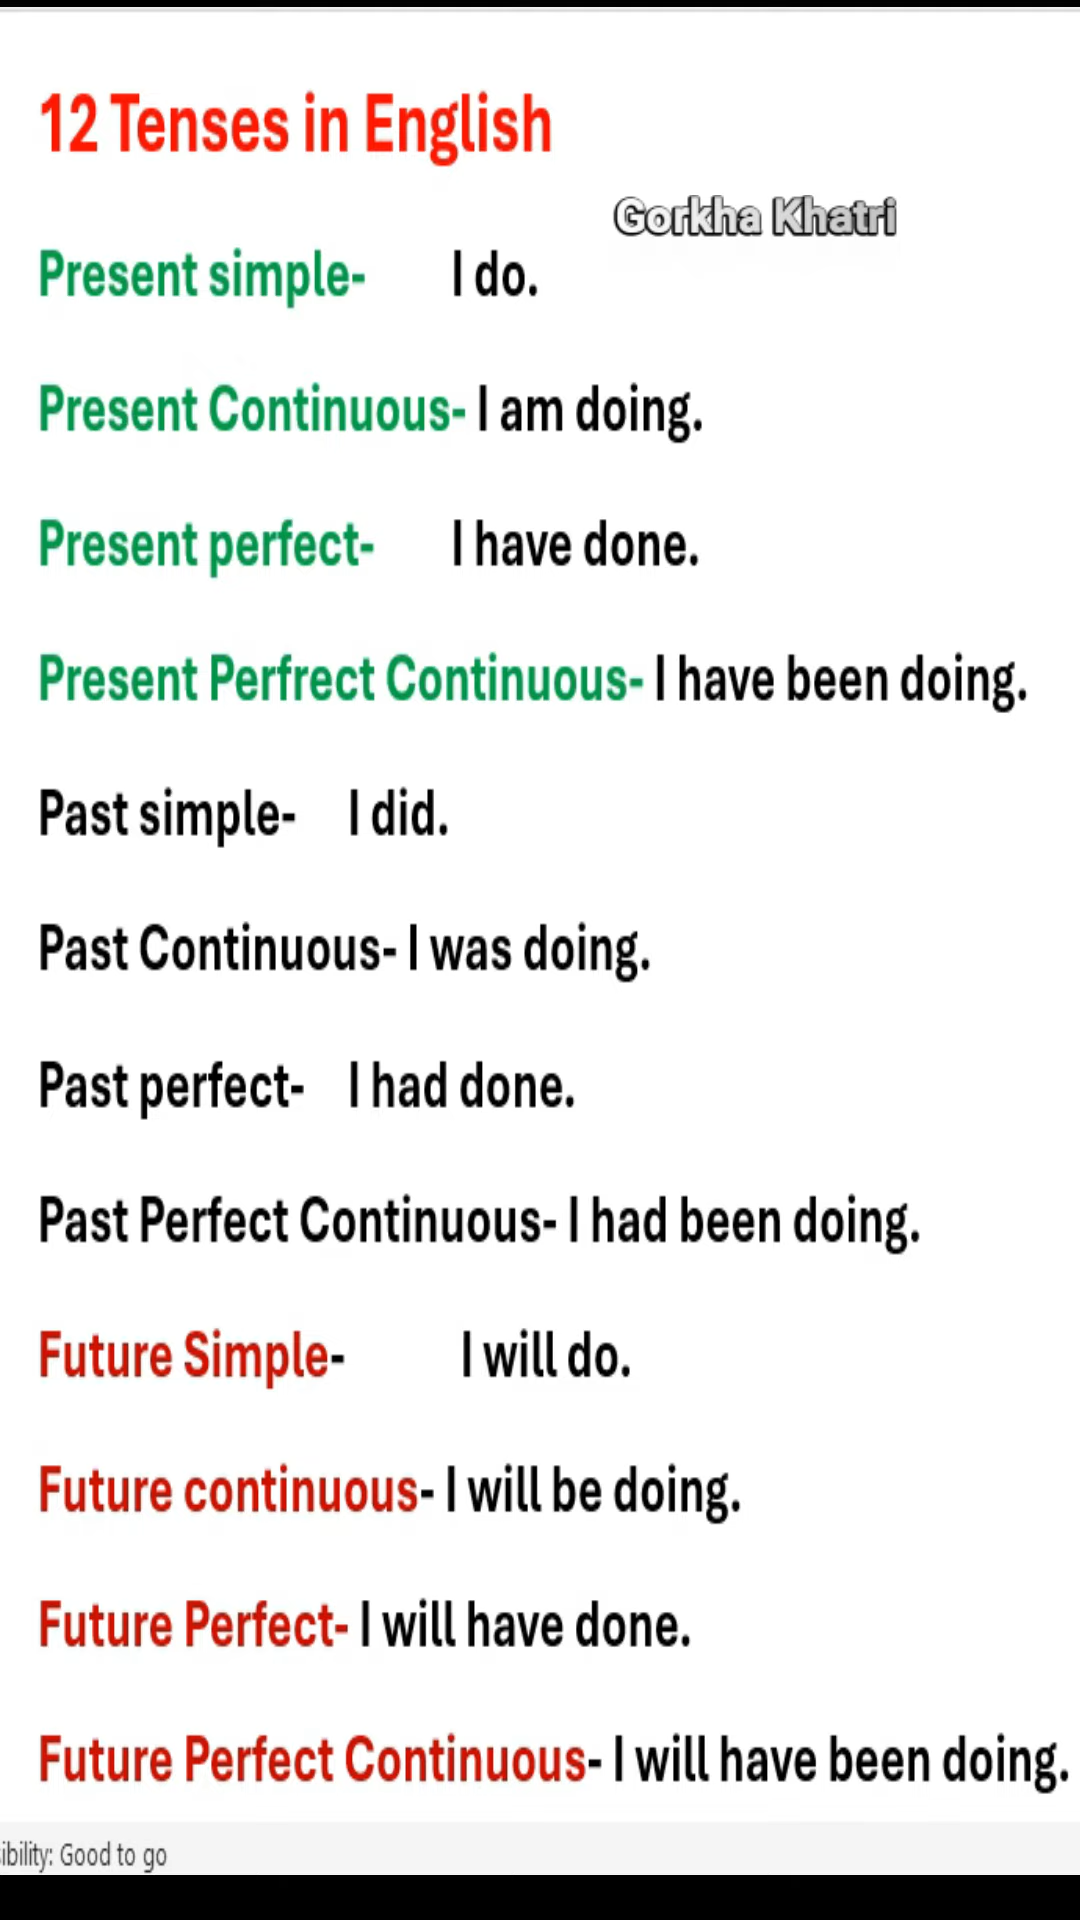 12 Tenses in English
Gorkha Khatri
Present simple- I do.
Present Continuous- I am doing.
Present perfect- I have done.
Present Perfrect Continuous- I have been doing.
Past simple- I did.
Past Continuous- I was doing.
Past perfect- I had done.
Past Perfect Continuous- I had been doing.
Future Simple- I will do.
Future continuous- I will be doing.
Future Perfect- I will have done.
Future Perfect Continuous- I will have been doing.
ibility: Good to go